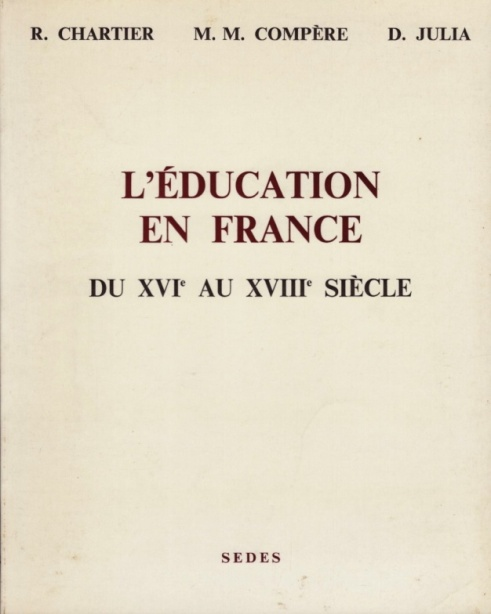 R. CHARTIER M. M. COMPÈRE D. JULIA
L'ÉDUCATION
EN FRANCE
DU XVIᵉ AU XVIIIᵉ SIÈCLE
SEDES